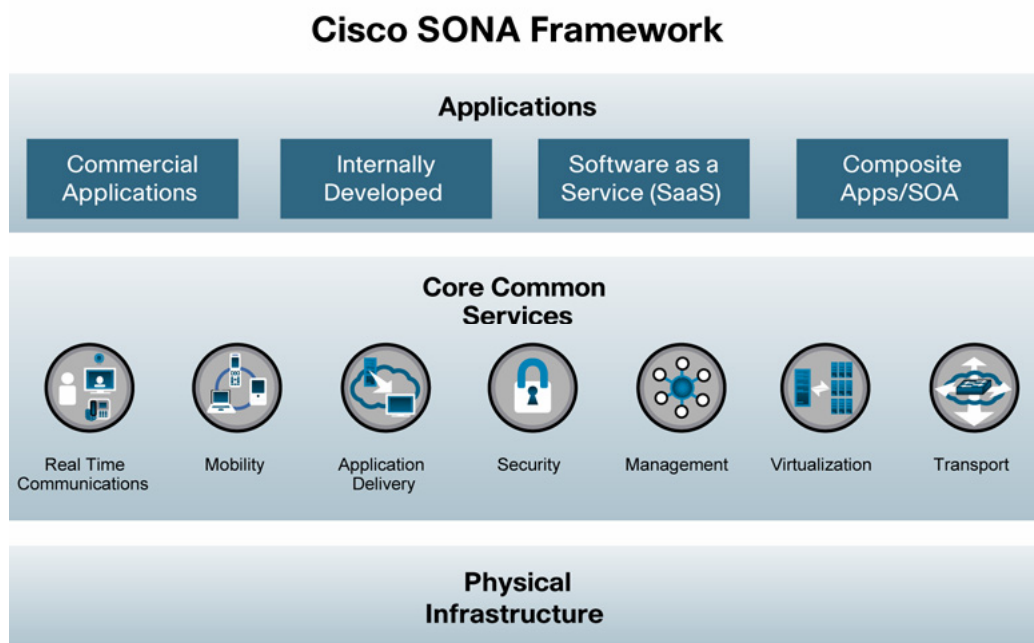 Cisco SONA Framework
Applications
Commercial
Applications
Internally
Developed
Software as a
Service (SaaS)
Composite
Apps/SOA
Core Common
Services
Real Time
Communications
Mobility
Application
Delivery
Security
Management
Virtualization
Transport
Physical
Infrastructure